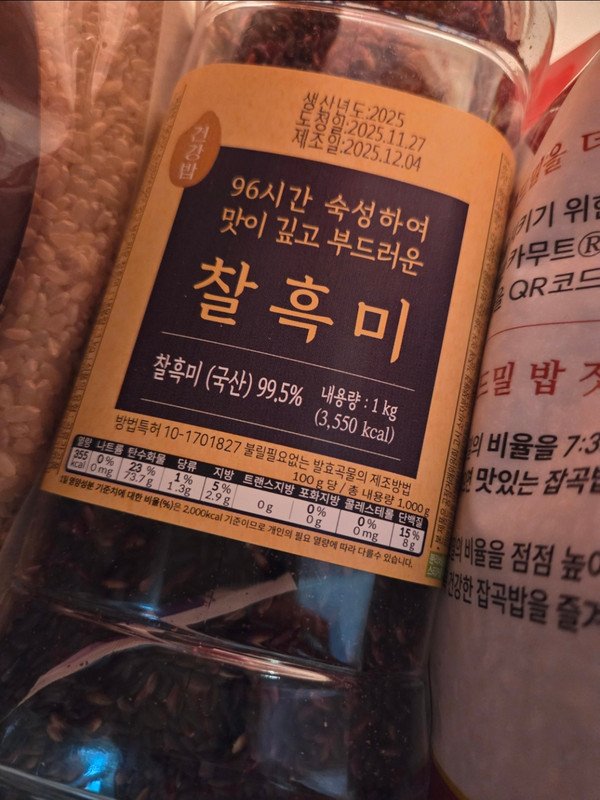 생산년도:2025
도정일:2025.11.27
제조일:2025.12.04
건강밥
96시간 숙성하여
맛이 깊고 부드러운
찰흑미
찰흑미 (국산) 99.5%
내용량 : 1 kg
(3,550 kcal)
방법특허 10-1701827 불릴필요없는 발효곡물의 제조방법
100 g 당 / 총 내용량 1,000 g
열량 나트륨 탄수화물 당류 지방 트랜스지방 포화지방 콜레스테롤 단백질
355 kcal 0 % 0 mg 23 % 73.7 g 1 % 1.3g 5 % 2.9 g 0 g 0 % 0 g 0 % 0 mg 15 % 8 g
1일 영양성분 기준치에 대한 비율(%)은 2,000kcal 기준이므로 개인의 필요 열량에 따라 다를수 있습니다.
키기 위한
카무트®
QR코드
밥
비율을 7:3
맛있는 잡곡밥
비율을 점점 높이
건강한 잡곡밥을 즐겨